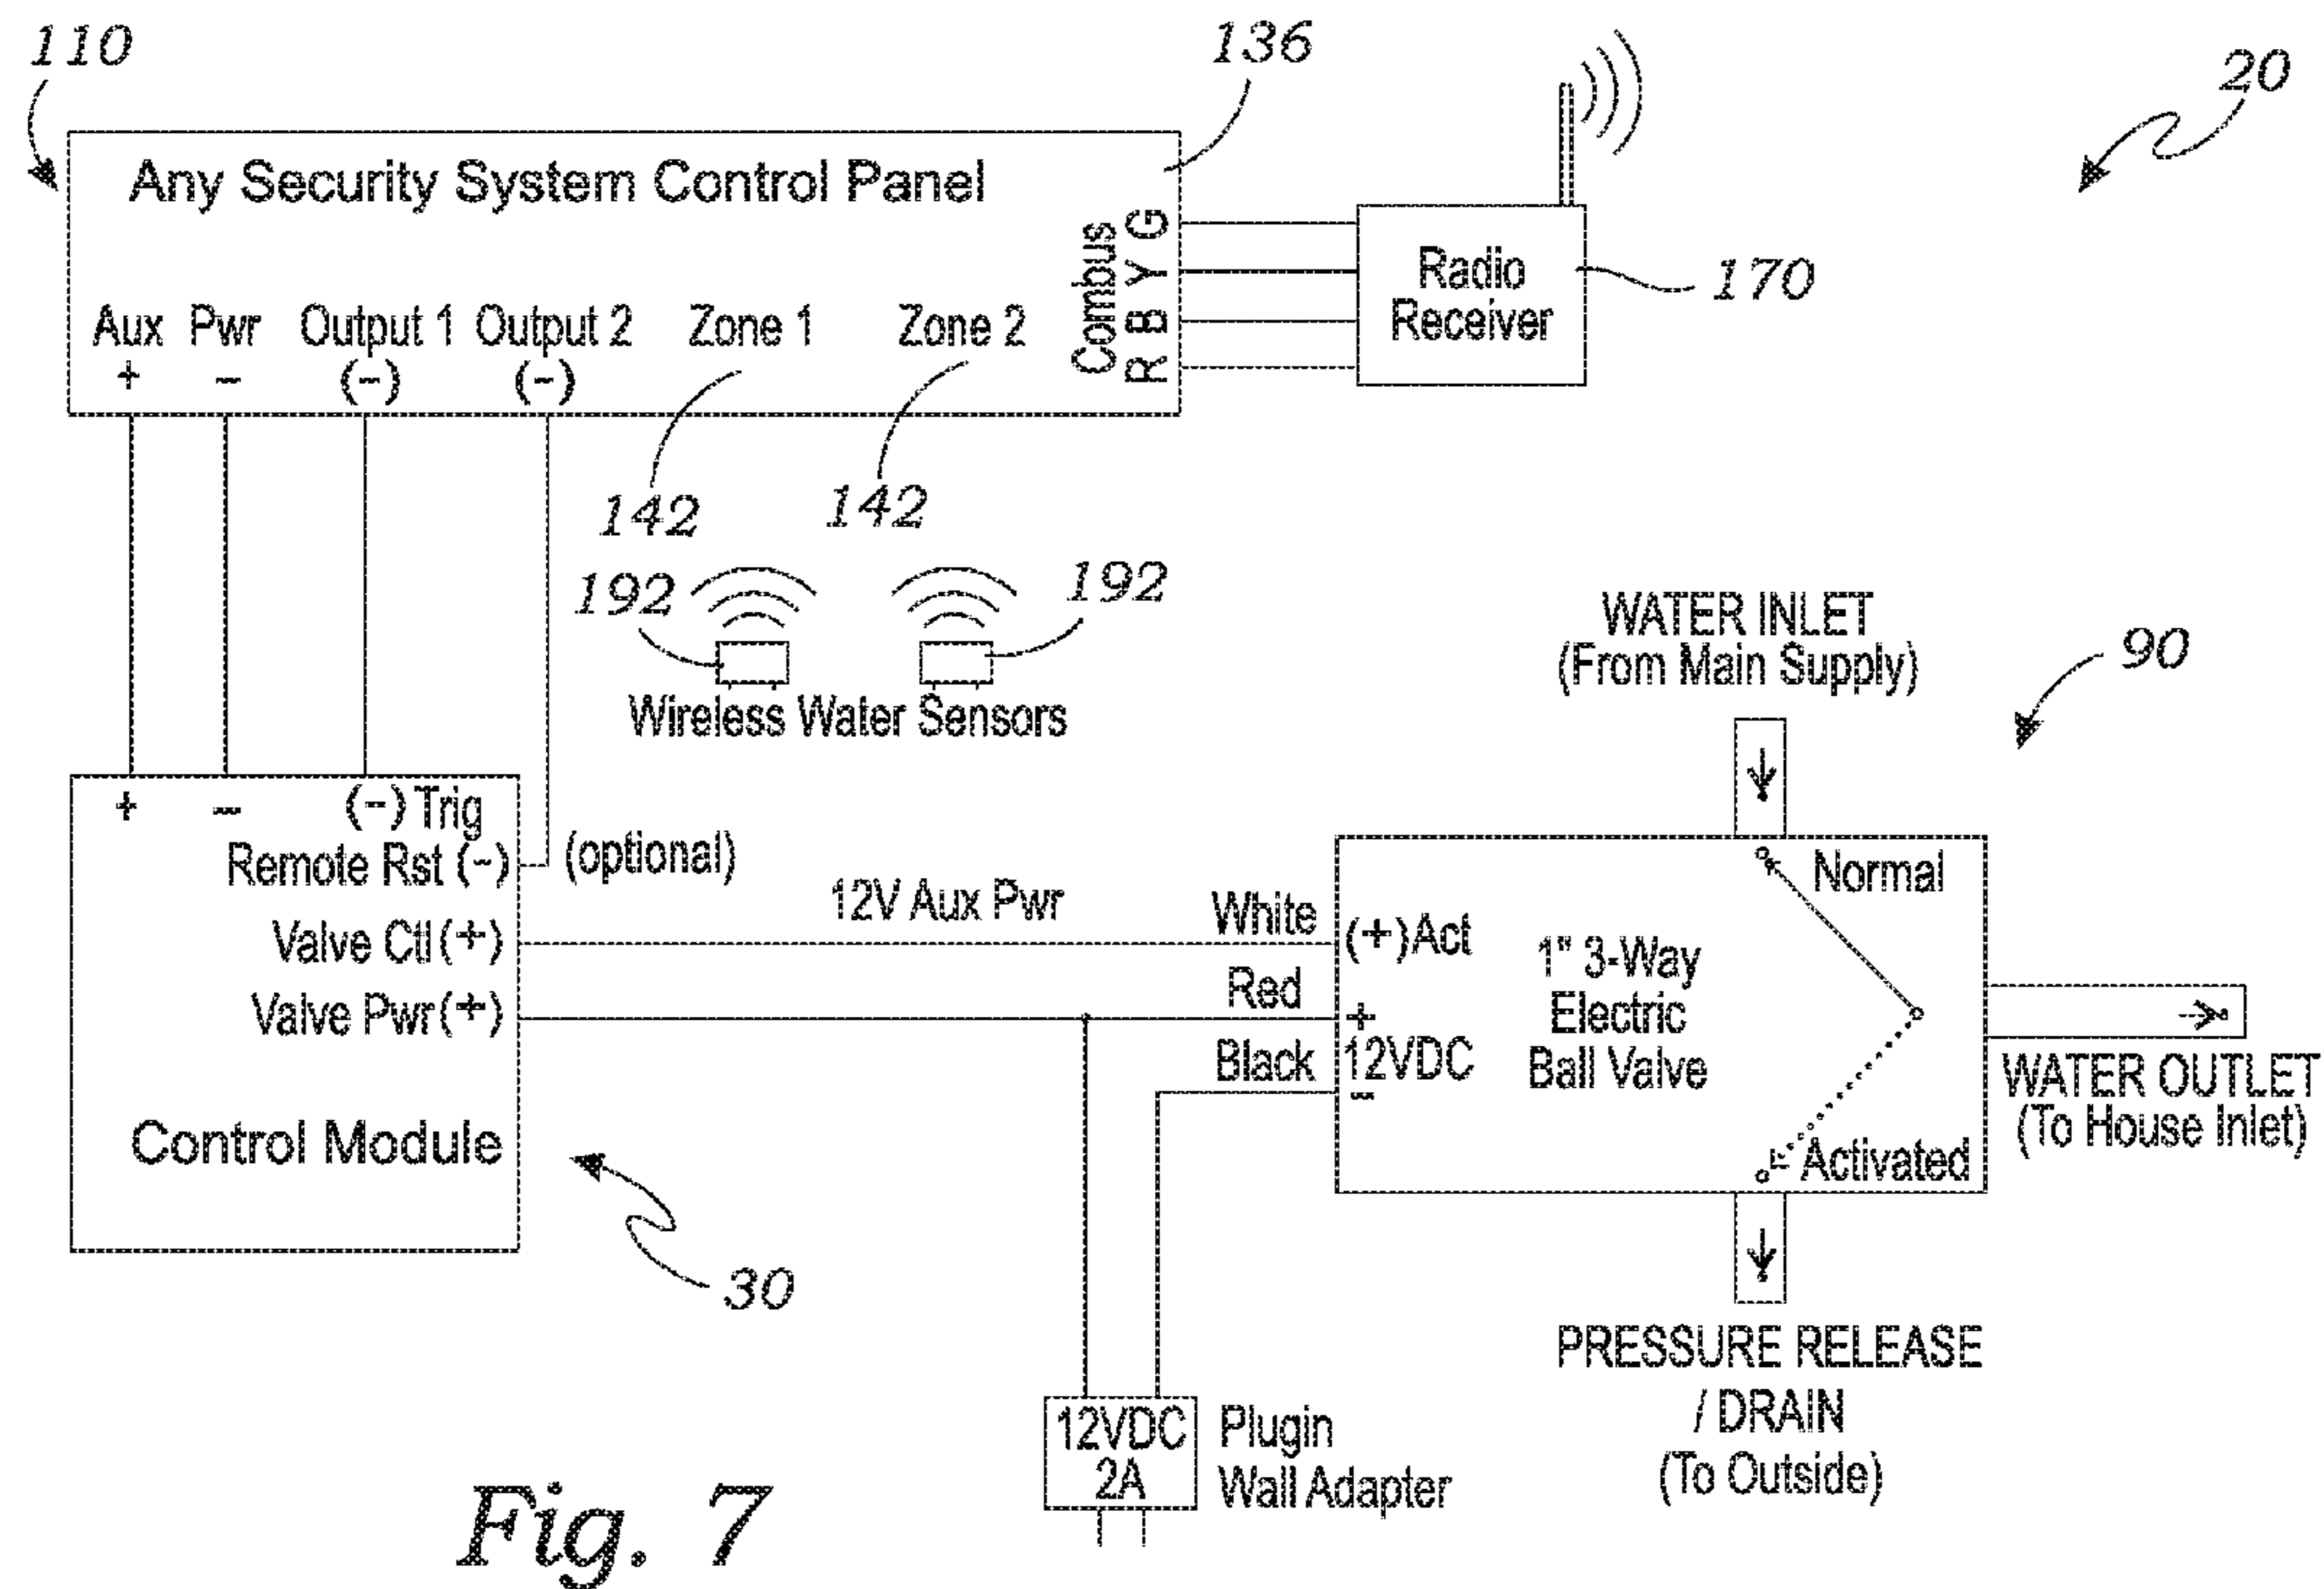 110
136
20
Any Security System Control Panel
Combus
R B Y G
Radio
Receiver
170
Aux Pwr Output 1 Output 2 Zone 1 Zone 2
+ – (-) (-)
142
142
192
192
Wireless Water Sensors
WATER INLET
(From Main Supply)
90
+ – (-) Trig
Remote Rst (-)
(optional)
Valve Ctl (+)
Valve Pwr (+)
Control Module
30
12V Aux Pwr
White
Red
Black
(+) Act
+
12VDC
–
1" 3-Way
Electric
Ball Valve
Normal
Activated
WATER OUTLET
(To House Inlet)
PRESSURE RELEASE
/ DRAIN
(To Outside)
12VDC
2A
Plugin
Wall Adapter
Fig. 7